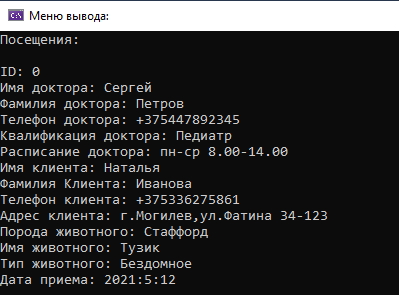 Меню вывода:
Посещения:
ID: 0
Имя доктора: Сергей
Фамилия доктора: Петров
Телефон доктора: +375447892345
Квалификация доктора: Педиатр
Расписание доктора: пн-ср 8.00-14.00
Имя клиента: Наталья
Фамилия Клиента: Иванова
Телефон клиента: +375336275861
Адрес клиента: г.Могилев,ул.Фатина 34-123
Порода животного: Стаффорд
Имя животного: Тузик
Тип животного: Бездомное
Дата приема: 2021:5:12